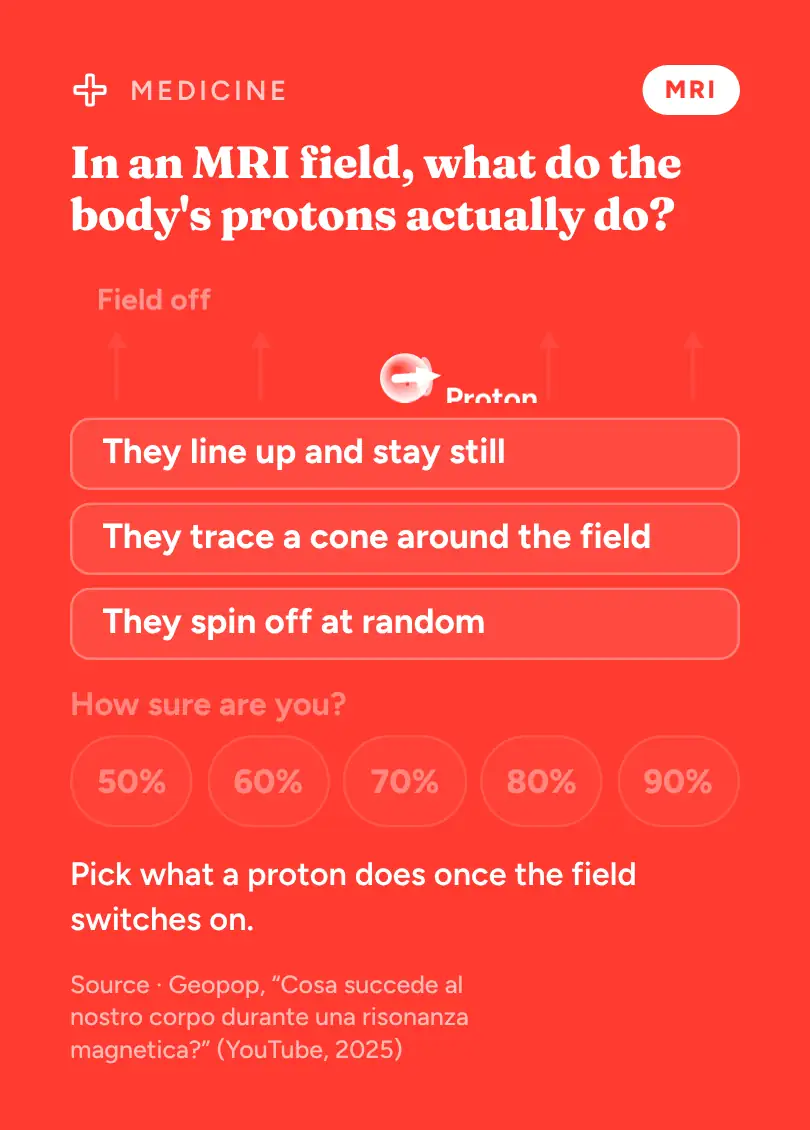 MEDICINE
MRI
In an MRI field, what do the
body's protons actually do?
Field off
Proton
They line up and stay still
They trace a cone around the field
They spin off at random
How sure are you?
50% 60% 70% 80% 90%
Pick what a proton does once the field
switches on.
Source · Geopop, “Cosa succede al
nostro corpo durante una risonanza
magnetica?” (YouTube, 2025)